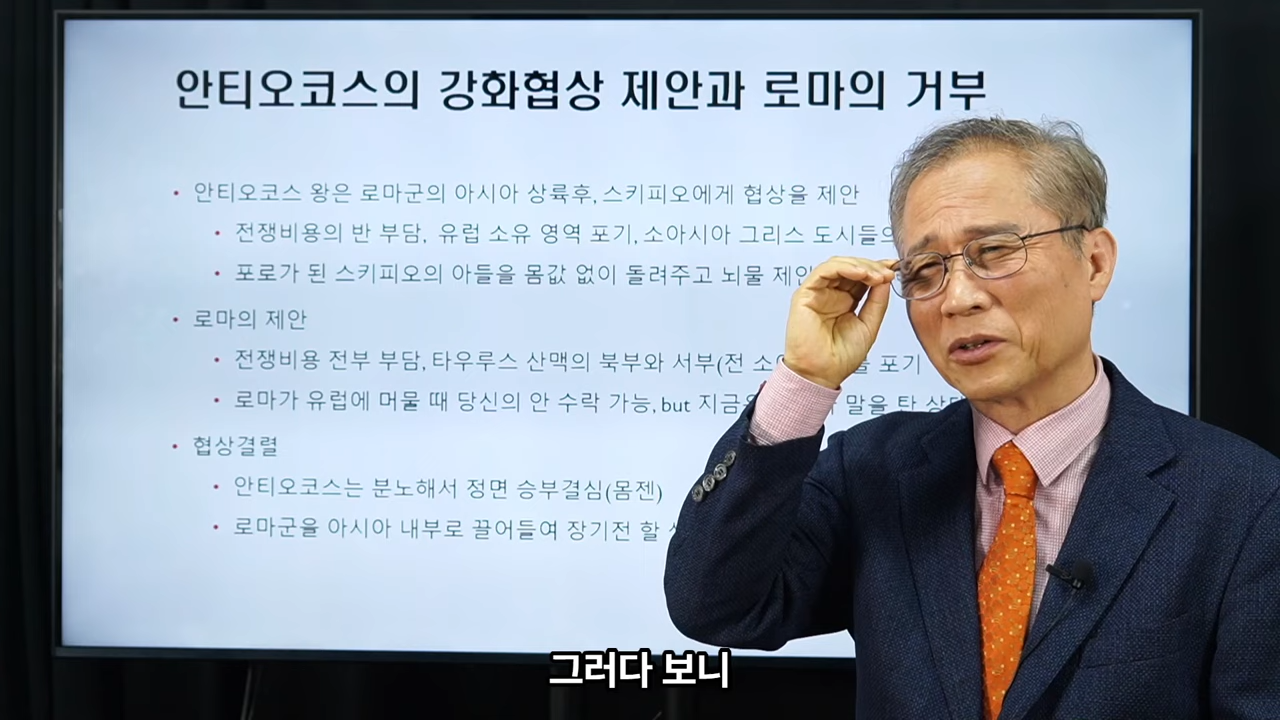 안티오코스의 강화협상 제안과 로마의 거부
• 안티오코스 왕은 로마군의 아시아 상륙후, 스키피오에게 협상을 제안
• 전쟁비용의 반 부담, 유럽 소유 영역 포기, 소아시아 그리스 도시들의
• 포로가 된 스키피오의 아들을 몸값 없이 돌려주고 뇌물
• 로마의 제안
• 전쟁비용 전부 부담, 타우루스 산맥의 북부와 서부(전 포기
• 로마가 유럽에 머물 때 당신의 안 수락 가능, but 말을 탄
• 협상결렬
• 안티오코스는 분노해서 정면 승부결심(몸젠)
• 로마군을 아시아 내부로 끌어들여 장기전 할
그러다 보니